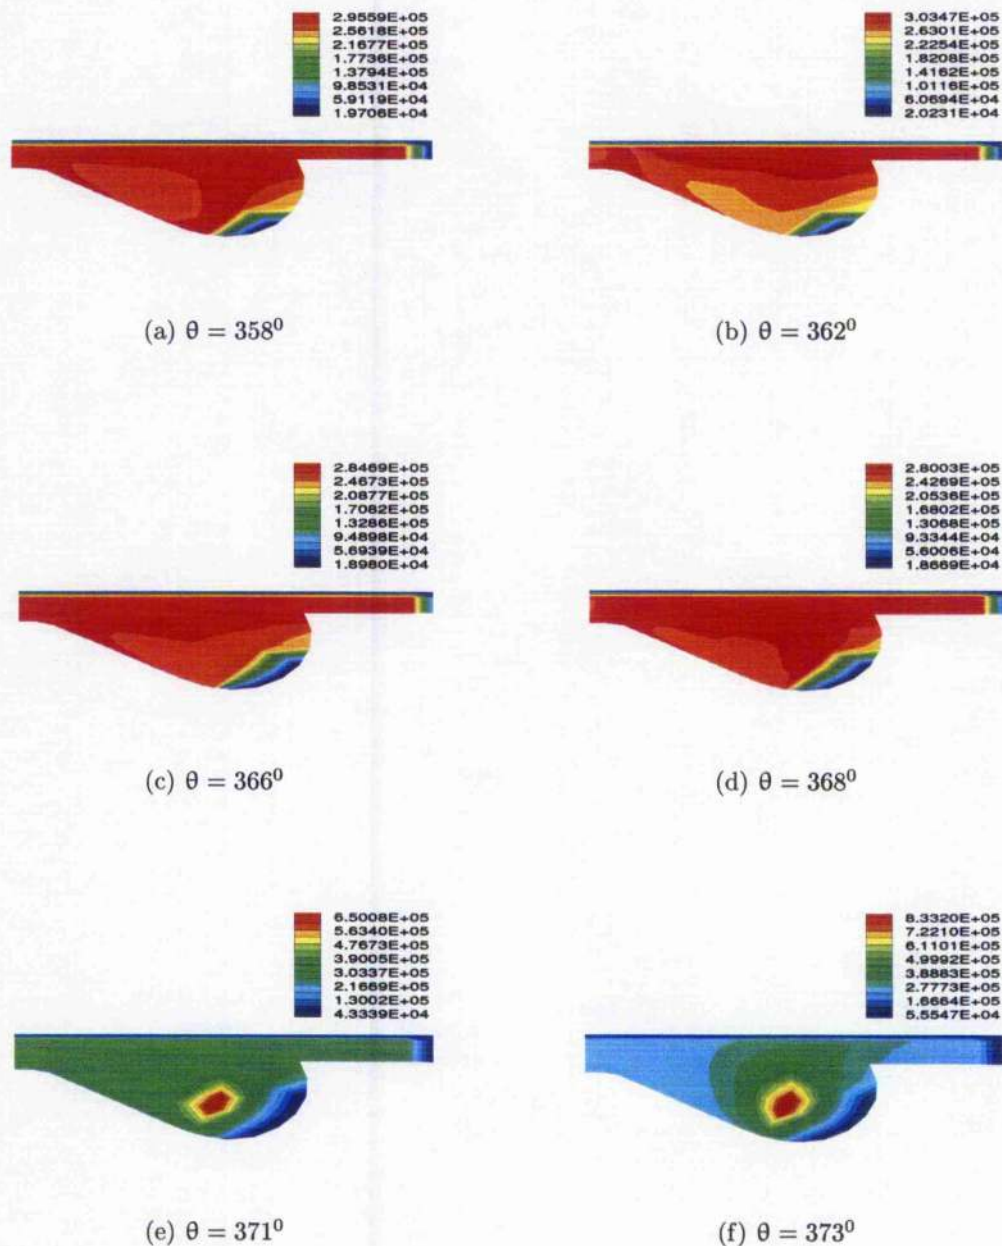 2.9559E+05
2.5618E+05
2.1677E+05
1.7736E+05
1.3794E+05
9.8531E+04
5.9119E+04
1.9706E+04
3.0347E+05
2.6301E+05
2.2254E+05
1.8208E+05
1.4162E+05
1.0116E+05
6.0694E+04
2.0231E+04
(a) θ = 358⁰
(b) θ = 362⁰
2.8469E+05
2.4673E+05
2.0877E+05
1.7082E+05
1.3286E+05
9.4898E+04
5.6939E+04
1.8980E+04
2.8003E+05
2.4269E+05
2.0536E+05
1.6802E+05
1.3068E+05
9.3344E+04
5.6006E+04
1.8669E+04
(c) θ = 366⁰
(d) θ = 368⁰
6.5008E+05
5.6340E+05
4.7673E+05
3.9005E+05
3.0337E+05
2.1669E+05
1.3002E+05
4.3339E+04
8.3320E+05
7.2210E+05
6.1101E+05
4.9992E+05
3.8883E+05
2.7773E+05
1.6664E+05
5.5547E+04
(e) θ = 371⁰
(f) θ = 373⁰